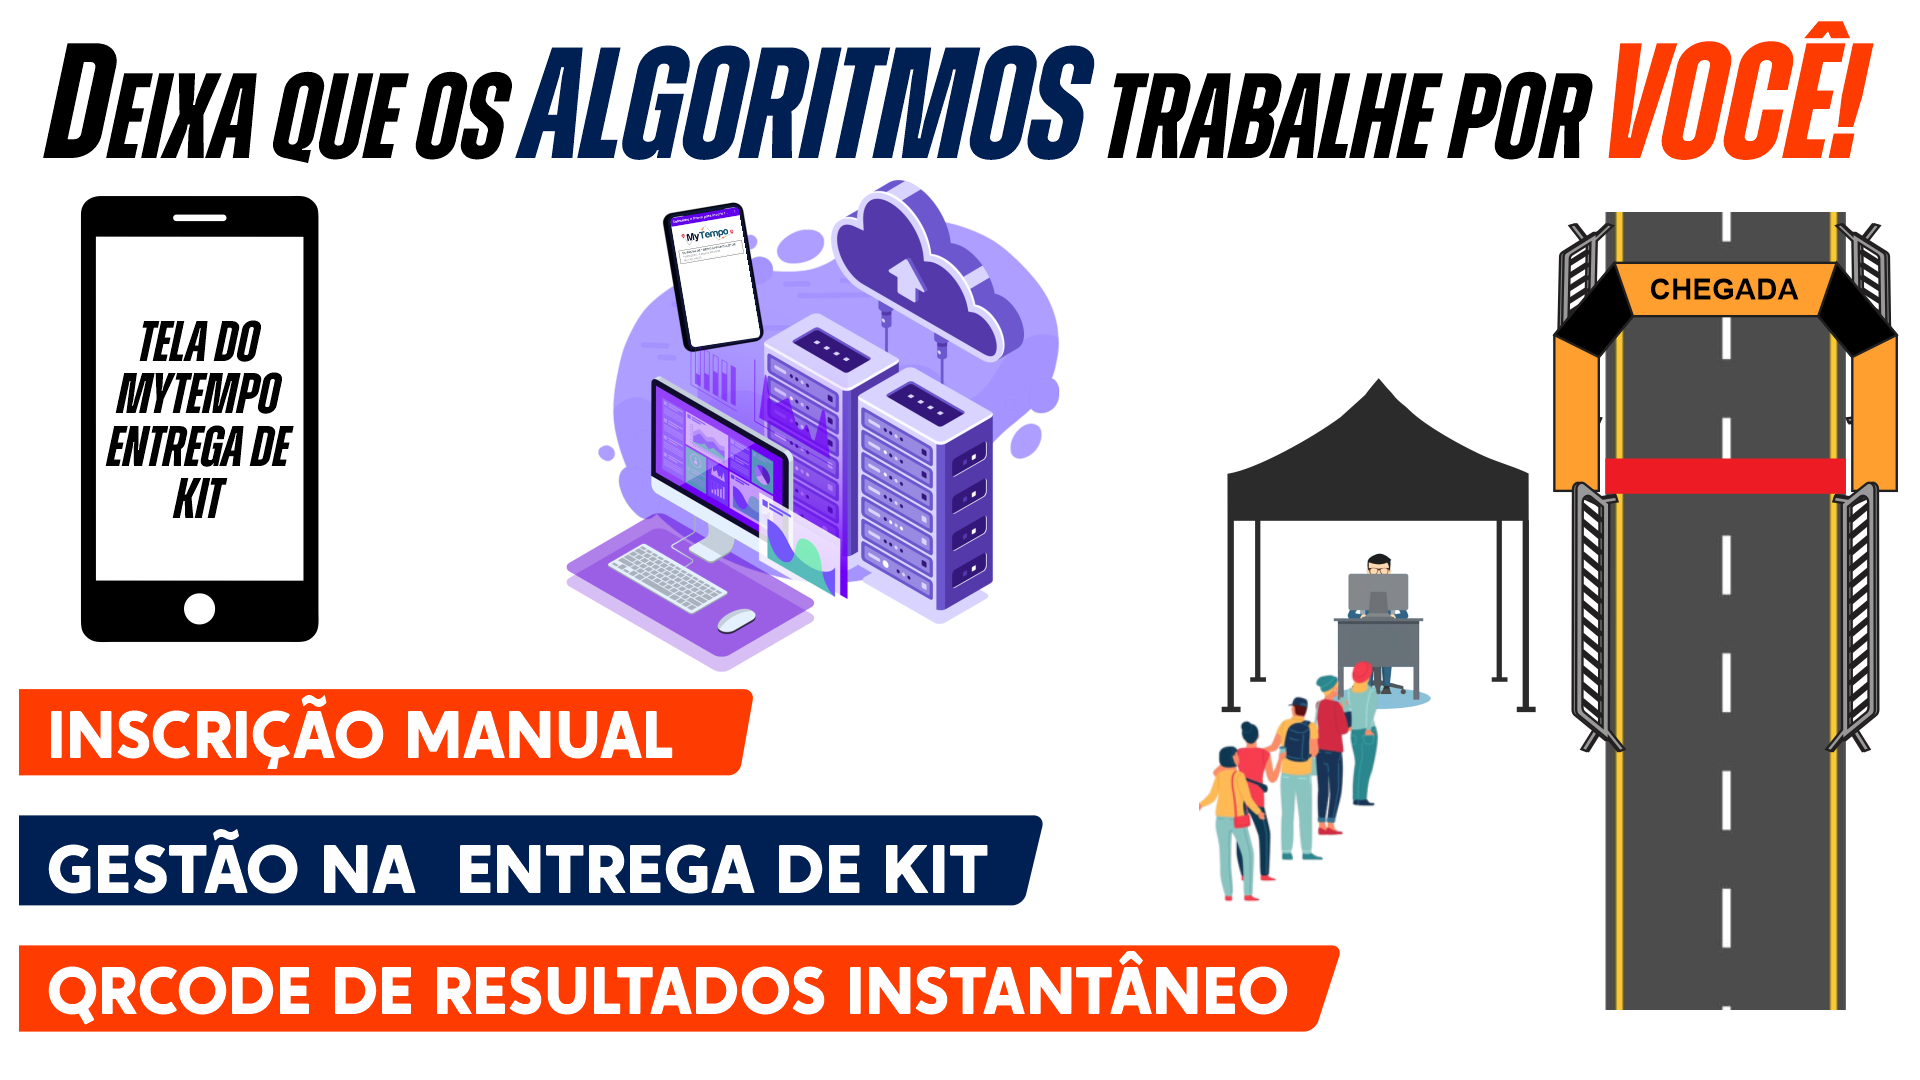 DEIXA QUE OS ALGORITMOS TRABALHE POR VOCÊ!
TELA DO
MYTEMPO
ENTREGA DE
KIT
MyTempo
CHEGADA
INSCRIÇÃO MANUAL
GESTÃO NA ENTREGA DE KIT
QRCODE DE RESULTADOS INSTANTÂNEO